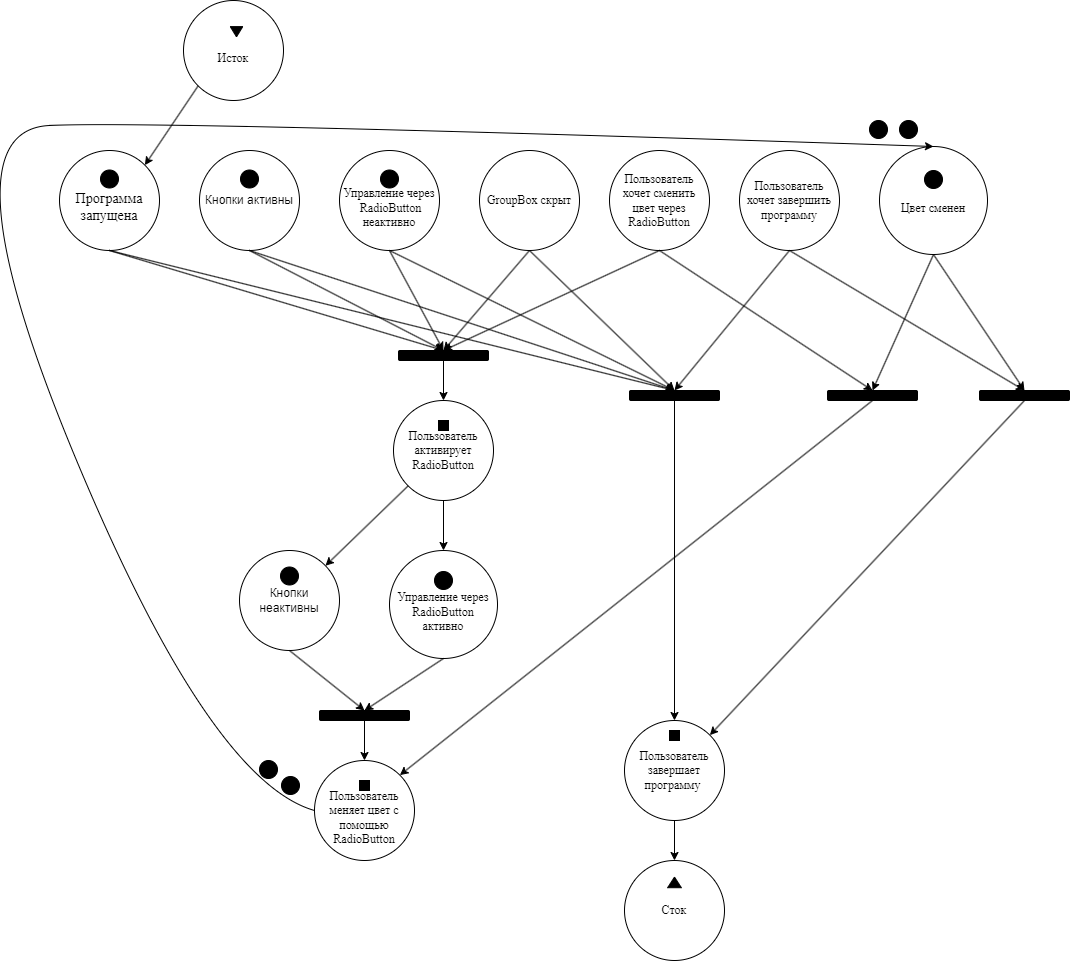 Исток
Программа
запущена
Кнопки активны
Управление через
RadioButton
неактивно
GroupBox скрыт
Пользователь
хочет сменить
цвет через
RadioButton
Пользователь
хочет завершить
программу
Цвет сменен
Пользователь
активирует
RadioButton
Кнопки
неактивны
Управление через
RadioButton
активно
Пользователь
меняет цвет с
помощью
RadioButton
Пользователь
завершает
программу
Сток